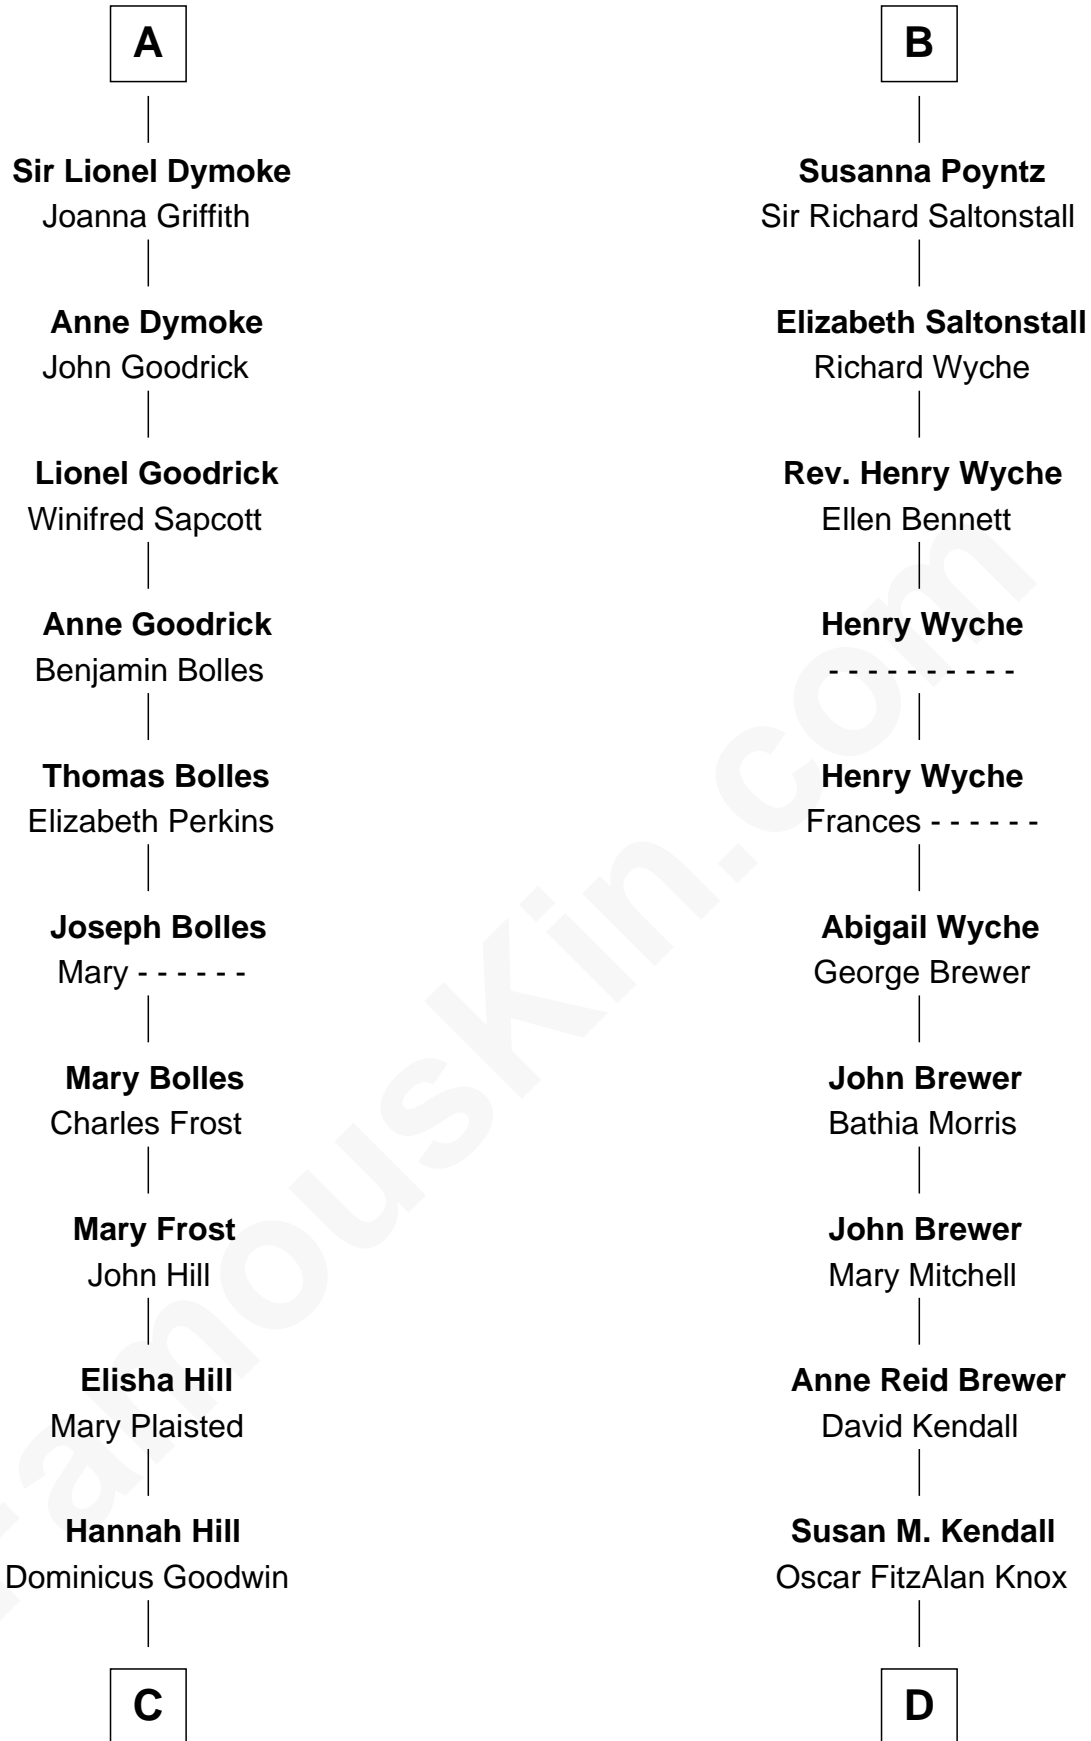 A
Sir Lionel Dymoke
Joanna Griffith
Anne Dymoke
John Goodrick
Lionel Goodrick
Winifred Sapcott
Anne Goodrick
Benjamin Bolles
Thomas Bolles
Elizabeth Perkins
Joseph Bolles
Mary - - - - - -
Mary Bolles
Charles Frost
Mary Frost
John Hill
Elisha Hill
Mary Plaisted
Hannah Hill
Dominicus Goodwin
C
B
Susanna Poyntz
Sir Richard Saltonstall
Elizabeth Saltonstall
Richard Wyche
Rev. Henry Wyche
Ellen Bennett
Henry Wyche
- - - - - - - - - -
Henry Wyche
Frances - - - - - -
Abigail Wyche
George Brewer
John Brewer
Bathia Morris
John Brewer
Mary Mitchell
Anne Reid Brewer
David Kendall
Susan M. Kendall
Oscar FitzAlan Knox
D
FamousKin.com